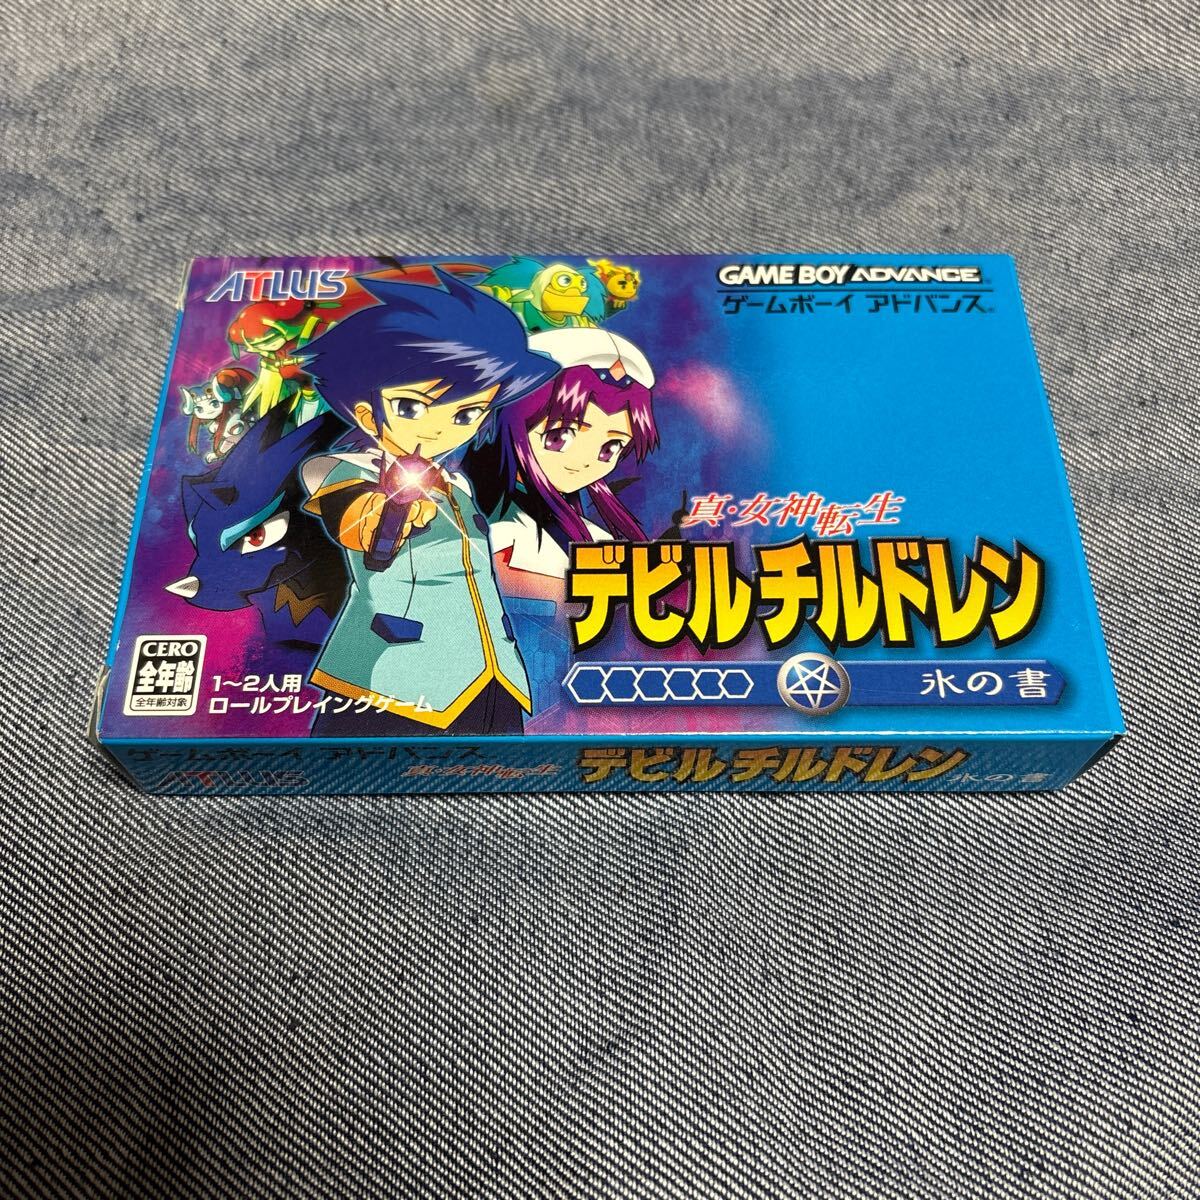 ATLUS
GAME BOY ADVANCE
ゲームボーイ アドバンス
真・女神転生
デビルチルドレン
氷の書
CERO
全年齢
全年齢対象
1～2人用
ロールプレイングゲーム
ゲームボーイ アドバンス
ATLUS
真・女神転生
デビルチルドレン 氷の書